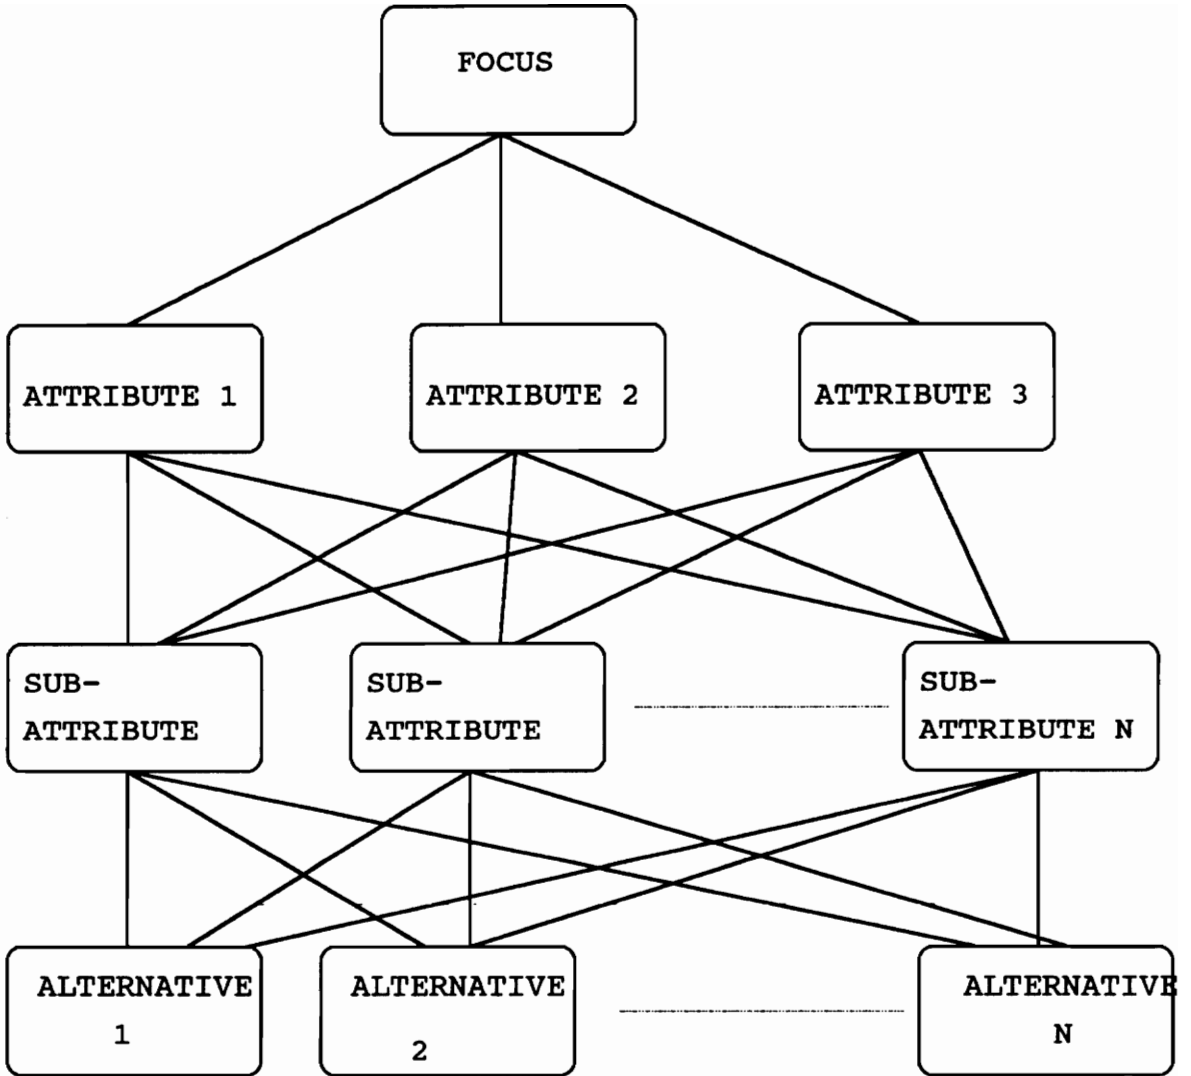 FOCUS
ATTRIBUTE 1
ATTRIBUTE 2
ATTRIBUTE 3
SUB-
ATTRIBUTE
SUB-
ATTRIBUTE
SUB-
ATTRIBUTE N
ALTERNATIVE
1
ALTERNATIVE
2
ALTERNATIVE
N